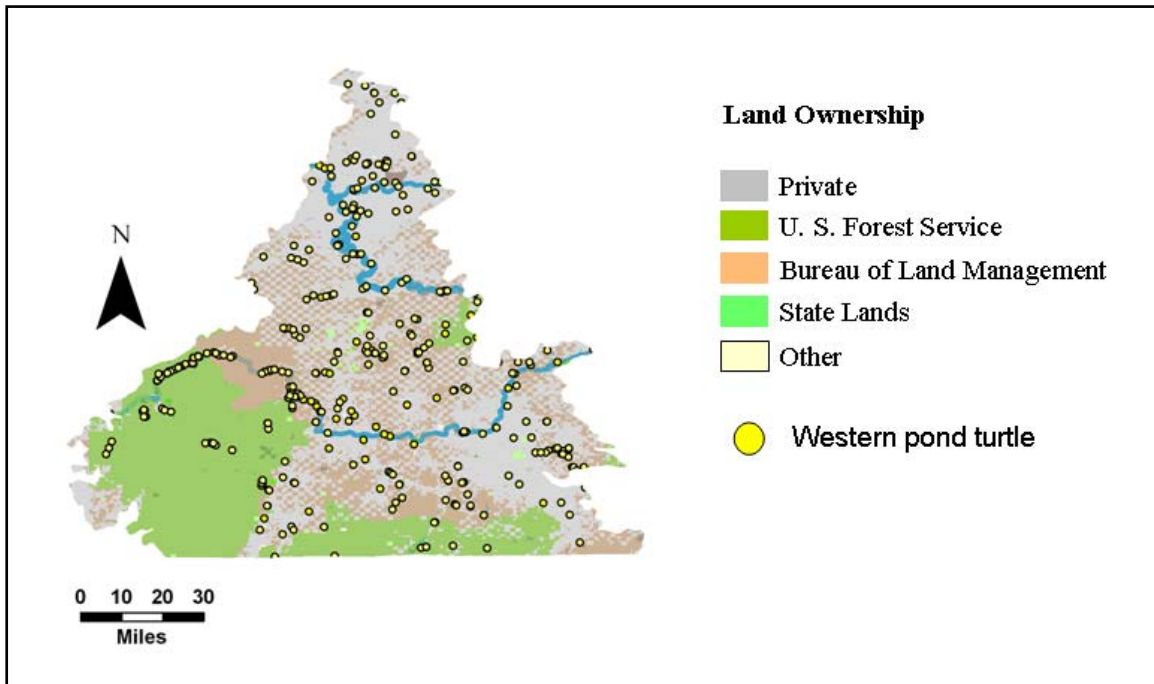 Land Ownership
Private
U. S. Forest Service
Bureau of Land Management
State Lands
Other
Western pond turtle
N
0 10 20 30
Miles